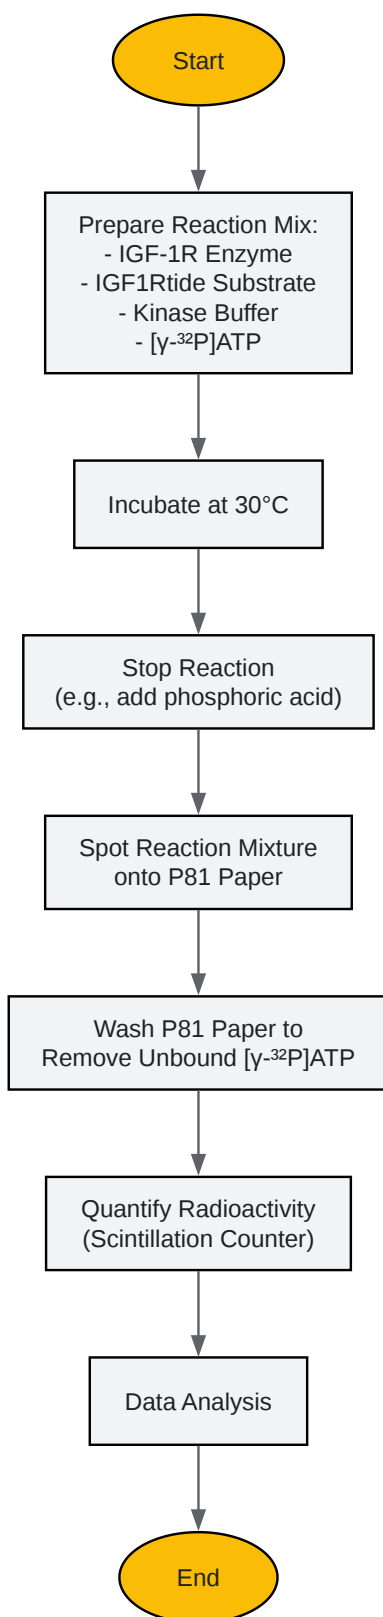 Start
Prepare Reaction Mix:
- IGF-1R Enzyme
- IGF1Rtide Substrate
- Kinase Buffer
- [γ-³²P]ATP
Incubate at 30°C
Stop Reaction
(e.g., add phosphoric acid)
Spot Reaction Mixture
onto P81 Paper
Wash P81 Paper to
Remove Unbound [γ-³²P]ATP
Quantify Radioactivity
(Scintillation Counter)
Data Analysis
End